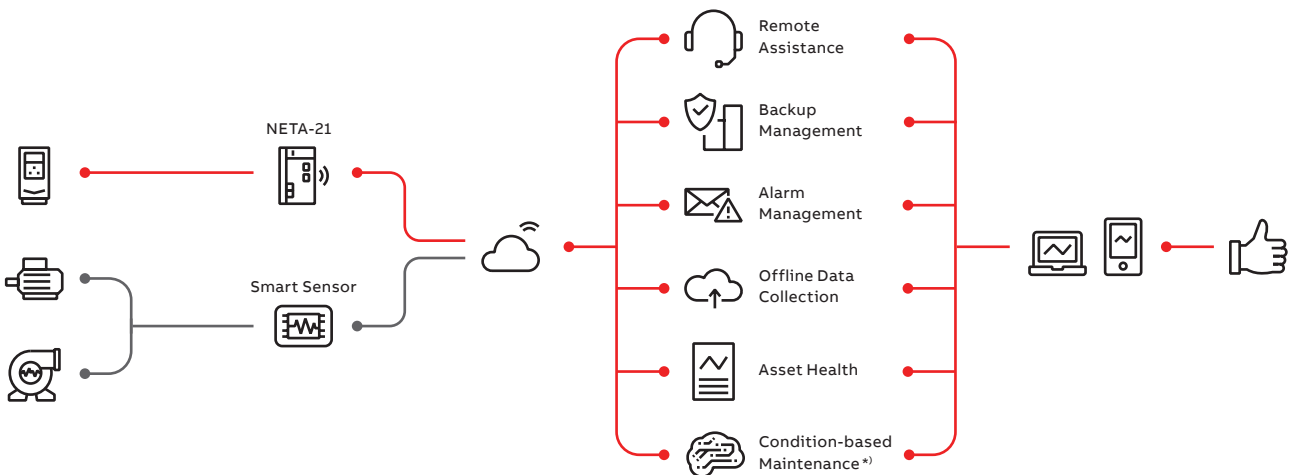 NETA-21
Smart Sensor
Remote
Assistance
Backup
Management
Alarm
Management
Offline Data
Collection
Asset Health
Condition-based
Maintenance *)